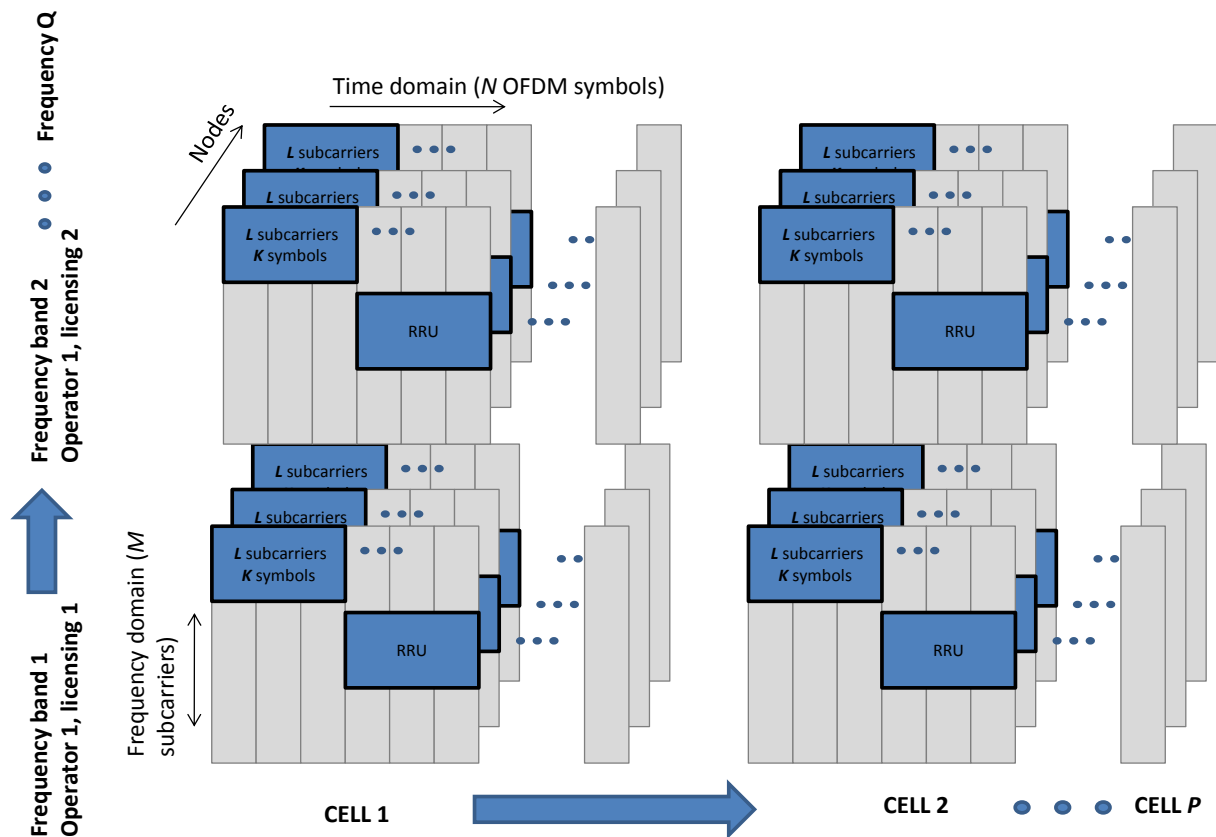 Frequency Q
Frequency band 2
Operator 1, licensing 2
Frequency band 1
Operator 1, licensing 1
Time domain (N OFDM symbols)
Nodes
L subcarriers
L subcarriers
L subcarriers
K symbols
RRU
L subcarriers
L subcarriers
L subcarriers
K symbols
RRU
L subcarriers
L subcarriers
L subcarriers
K symbols
RRU
L subcarriers
L subcarriers
L subcarriers
K symbols
RRU
Frequency domain (M
subcarriers)
CELL 1
CELL 2
CELL P